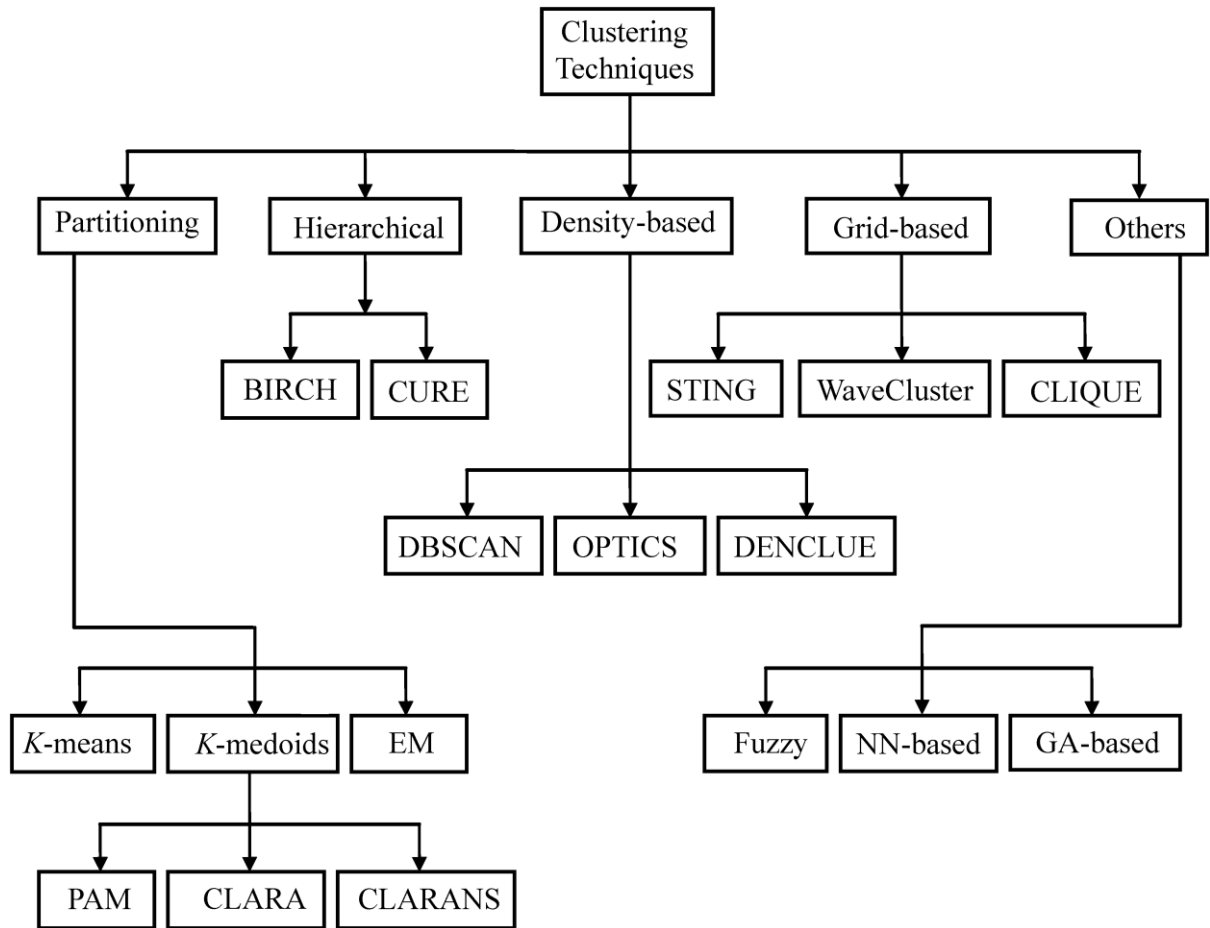 Clustering
Techniques
Partitioning
Hierarchical
Density-based
Grid-based
Others
BIRCH
CURE
STING
WaveCluster
CLIQUE
DBSCAN
OPTICS
DENCLUE
K-means
K-medoids
EM
Fuzzy
NN-based
GA-based
PAM
CLARA
CLARANS